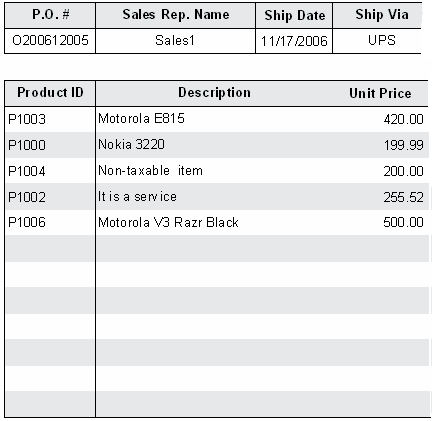 P.O. # Sales Rep. Name Ship Date Ship Via
O200612005 Sales1 11/17/2006 UPS
Product ID Description Unit Price
P1003 Motorola E815 420.00
P1000 Nokia 3220 199.99
P1004 Non-taxable item 200.00
P1002 It is a service 255.52
P1006 Motorola V3 Razr Black 500.00